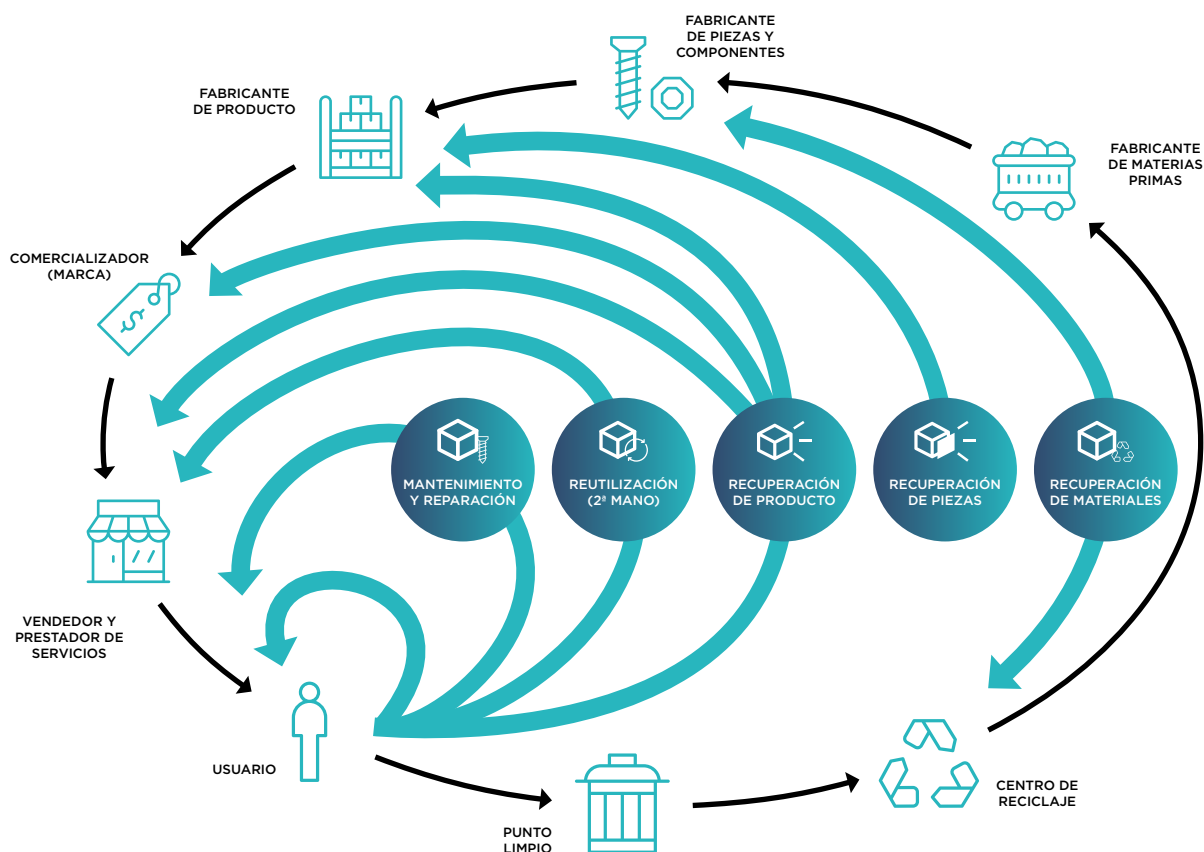 FABRICANTE
DE PIEZAS Y
COMPONENTES
FABRICANTE
DE PRODUCTO
FABRICANTE
DE MATERIAS
PRIMAS
COMERCIALIZADOR
(MARCA)
$
MANTENIMIENTO
Y REPARACIÓN
REUTILIZACIÓN
(2ª MANO)
RECUPERACIÓN
DE PRODUCTO
RECUPERACIÓN
DE PIEZAS
RECUPERACIÓN
DE MATERIALES
VENDEDOR Y
PRESTADOR DE
SERVICIOS
USUARIO
PUNTO
LIMPIO
CENTRO DE
RECICLAJE